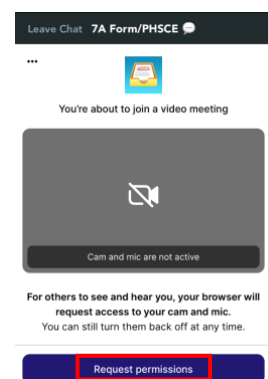 Leave Chat 7A Form/PHSCE 💬
...
You're about to join a video meeting
Cam and mic are not active
For others to see and hear you, your browser will
request access to your cam and mic.
You can still turn them back off at any time.
Request permissions